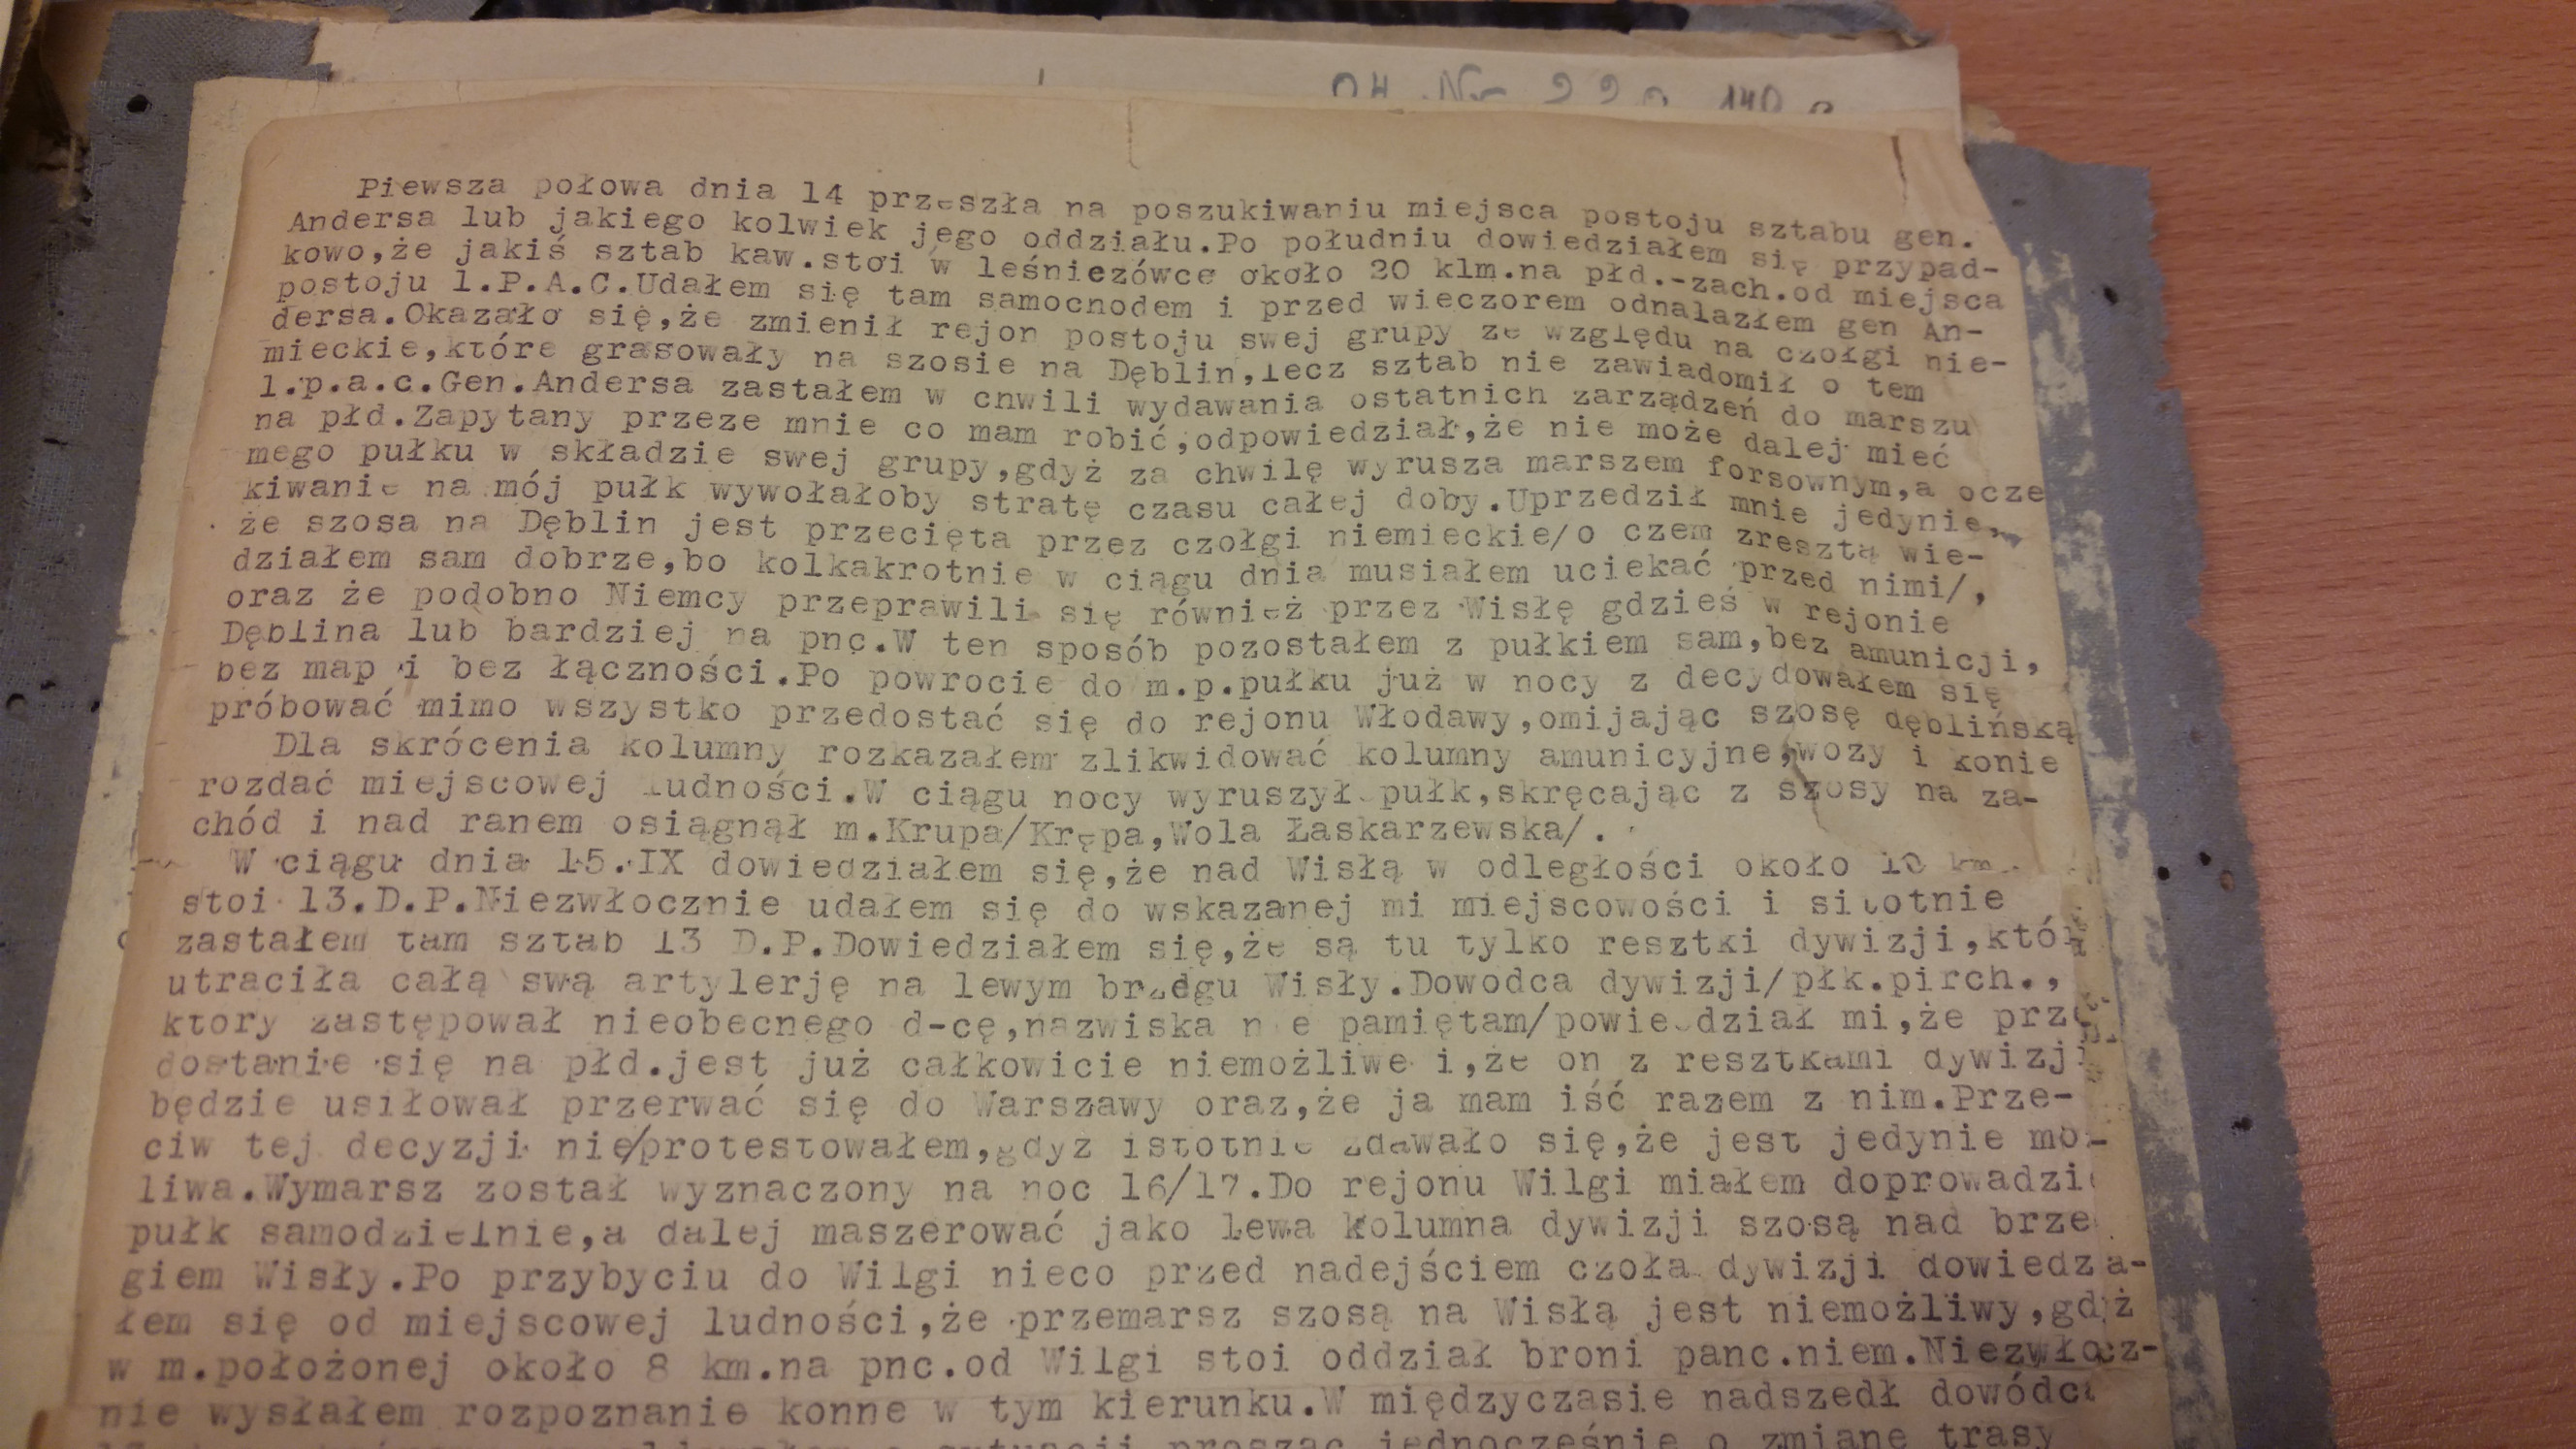 Piewsza połowa dnia 14 przeszła na poszukiwaniu miejsca postoju sztabu gen.
Andersa lub jakiego kolwiek jego oddziału.Po południu dowiedziałem się przypad-
kowo,że jakiś sztab kaw.stoi w leśniezówce około 20 klm.na płd.-zach.od miejsca
postoju 1.P.A.C.Udałem się tam samochodem i przed wieczorem odnalazłem gen An-
dersa.Okazało się,że zmienił rejon postoju swej grupy ze względu na czołgi nie-
mieckie,które grasowały na szosie na Dęblin,lecz sztab nie zawiadomił o tem
1.p.a.c.Gen.Andersa zastałem w chwili wydawania ostatnich zarządzeń do marszu
na płd.Zapytany przeze mnie co mam robić,odpowiedział,że nie może dalej mieć
mego pułku w składzie swej grupy,gdyż za chwilę wyrusza marszem forsownym,a ocze
kiwanie na mój pułk wywołałoby stratę czasu całej doby.Uprzedził mnie jedynie,
że szosa na Dęblin jest przecięta przez czołgi niemieckie/o czem zresztą wie-
działem sam dobrze,bo kolkakrotnie w ciągu dnia musiałem uciekać przed nimi/,
oraz że podobno Niemcy przeprawili się również przez Wisłę gdzieś w rejonie
Dęblina lub bardziej na pnc.W ten sposób pozostałem z pułkiem sam,bez amunicji,
bez map i bez łączności.Po powrocie do m.p.pułku już w nocy z decydowałem się
próbować mimo wszystko przedostać się do rejonu Włodawy,omijając szosę dęblińską
Dla skrócenia kolumny rozkazałem zlikwidować kolumny amunicyjne,wozy i konie
rozdać miejscowej ludności.W ciągu nocy wyruszył pułk,skręcając z szosy na za-
chód i nad ranem osiągnął m.Krupa/Krępa,Wola Łaskarzewska/.
W ciągu dnia 15.IX dowiedziałem się,że nad Wisłą w odległości około 10 km.
stoi 13.D.P.Niezwłocznie udałem się do wskazanej mi miejscowości i
zastałem tam sztab 13 D.P.Dowiedziałem się,że są tu tylko resztki dywizji,któr
utraciła całą swą artylerję na lewym brzegu Wisły.Dowodca dywizji/płk.pirch.,
ktory zastępował nieobecnego d-cę,nazwiska nie pamiętam/powiedział mi,że prze
dostanie się na płd.jest już całkowicie niemożliwe i,że on z resztkami dywizji
będzie usiłował przerwać się do Warszawy oraz,że ja mam iść razem z nim.Prze-
ciw tej decyzji nie/protestowałem,gdyż istotnie zdawało się,że jest jedynie moż-
liwa.Wymarsz został wyznaczony na noc 16/17.Do rejonu Wilgi miałem doprowadzić
pułk samodzielnie,a dalej maszerować jako lewa kolumna dywizji szosą nad brze
giem Wisły.Po przybyciu do Wilgi nieco przed nadejściem czoła dywizji dowiedzia-
łem się od miejscowej ludności,że przemarsz szosą na Wisłą jest niemożliwy,gdyż
w m.położonej około 8 km.na pnc.od Wilgi stoi oddział broni panc.niem.Niezwłocz-
nie wysłałem rozpoznanie konne w tym kierunku.W międzyczasie nadszedł dowódca
prosząc jednocześnie o zmianę trasy